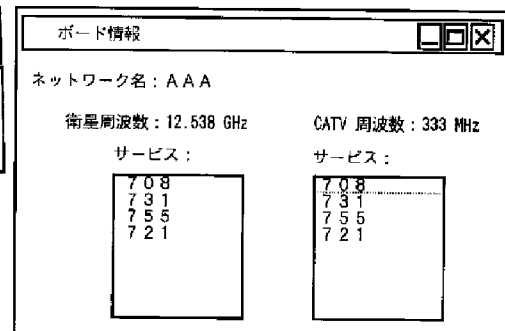 ボード情報
ネットワーク名：ＡＡＡ
衛星周波数：12.538 GHz
CATV 周波数：333 MHz
サービス：
サービス：
７０８
７３１
７５５
７２１
７０８
７３１
７５５
７２１